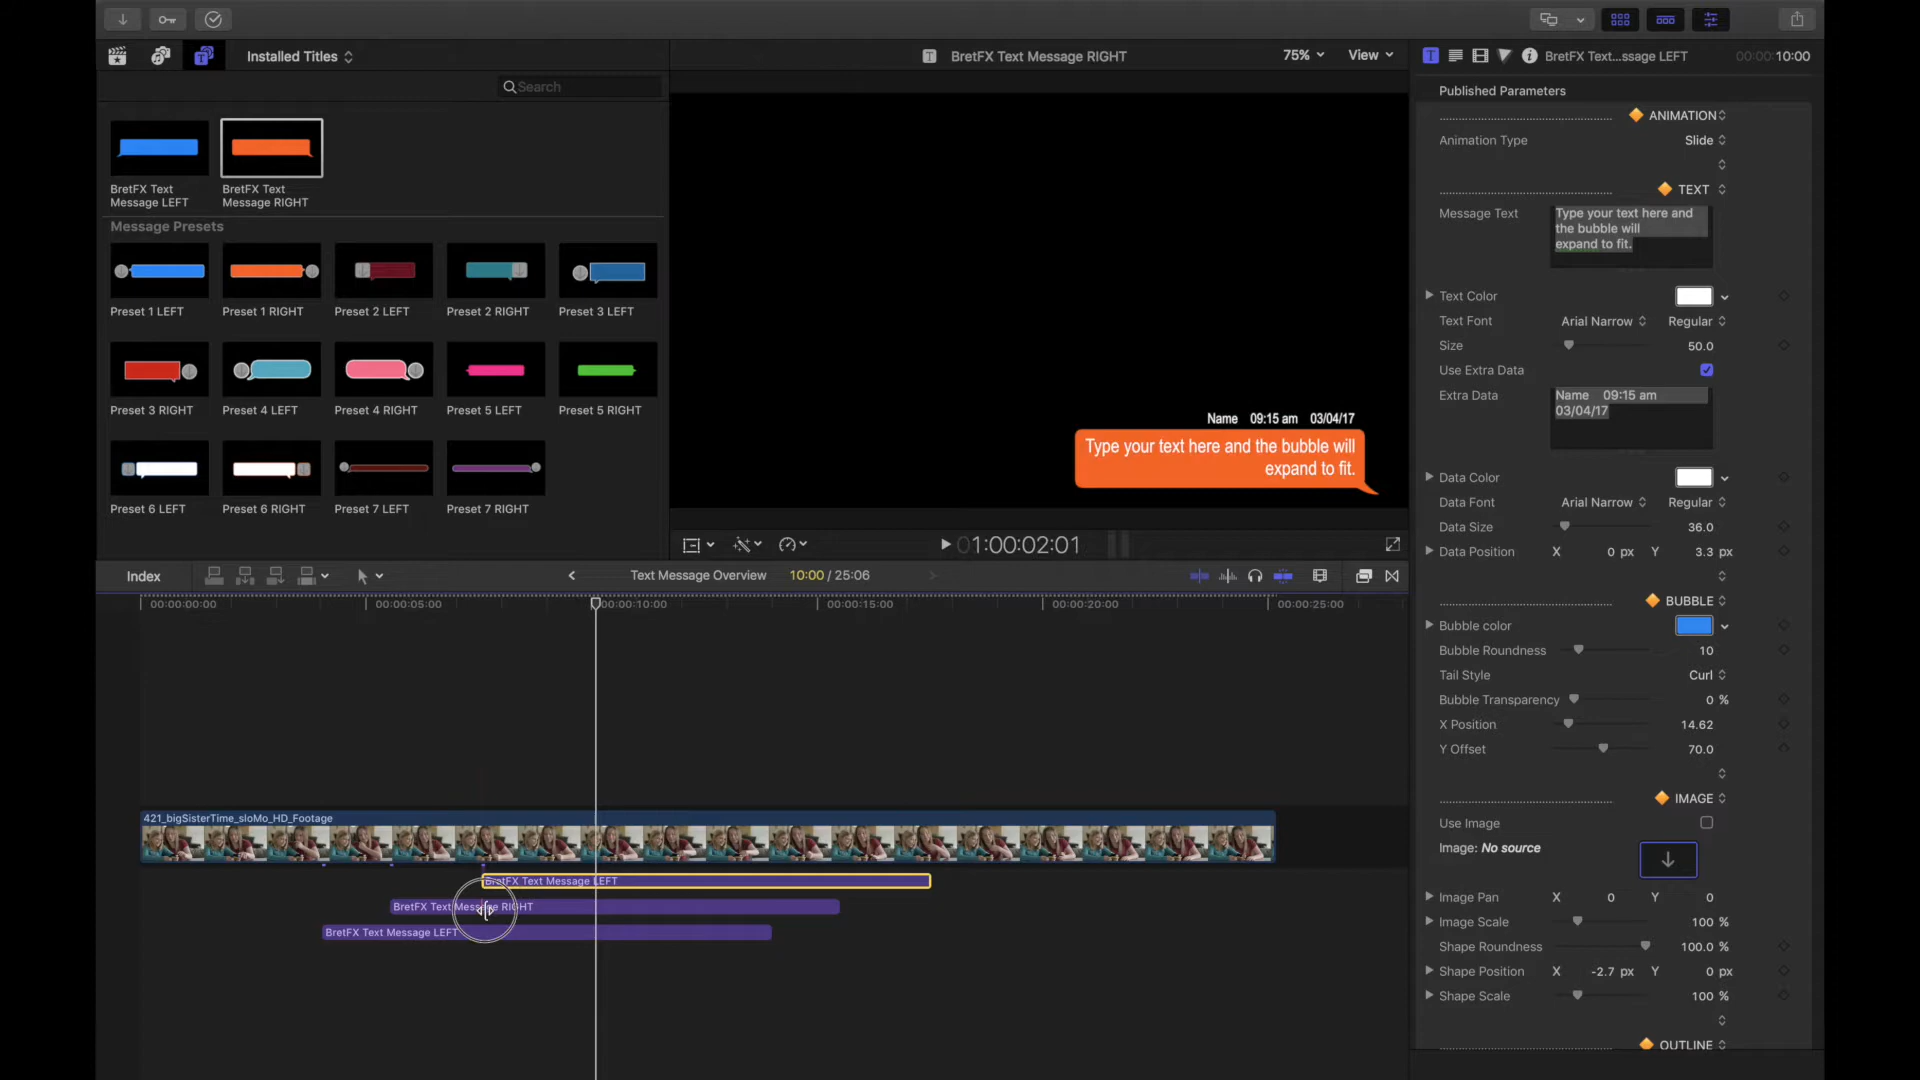 Installed Titles
BretFX Text Message RIGHT
75%
View
BretFX Text...ssage LEFT
00:00:10:00
Search
Published Parameters
BretFX Text
Message LEFT
BretFX Text
Message RIGHT
Message Presets
Preset 1 LEFT
Preset 1 RIGHT
Preset 2 LEFT
Preset 2 RIGHT
Preset 3 LEFT
Preset 3 RIGHT
Preset 4 LEFT
Preset 4 RIGHT
Preset 5 LEFT
Preset 5 RIGHT
Preset 6 LEFT
Preset 6 RIGHT
Preset 7 LEFT
Preset 7 RIGHT
Name 09:15 am 03/04/17
Type your text here and the bubble will
expand to fit.
01:00:02:01
ANIMATION
Animation Type Slide
TEXT
Message Text
Type your text here and
the bubble will
expand to fit.
Text Color
Text Font Arial Narrow Regular
Size 50.0
Use Extra Data
Extra Data
Name 09:15 am
03/04/17
Data Color
Data Font Arial Narrow Regular
Data Size 36.0
Data Position X 0 px Y 3.3 px
BUBBLE
Bubble color
Bubble Roundness 10
Tail Style Curl
Bubble Transparency 0 %
X Position 14.62
Y Offset 70.0
IMAGE
Use Image
Image: No source
Image Pan X 0 Y 0
Image Scale 100 %
Shape Roundness 100.0 %
Shape Position X -2.7 px Y 0 px
Shape Scale 100 %
OUTLINE
Index
Text Message Overview
10:00 / 25:06
00:00:00:00
00:00:05:00
00:00:10:00
00:00:15:00
00:00:20:00
00:00:25:00
421_bigSisterTime_sloMo_HD_Footage
BretFX Text Message LEFT
BretFX Text Message RIGHT
BretFX Text Message LEFT